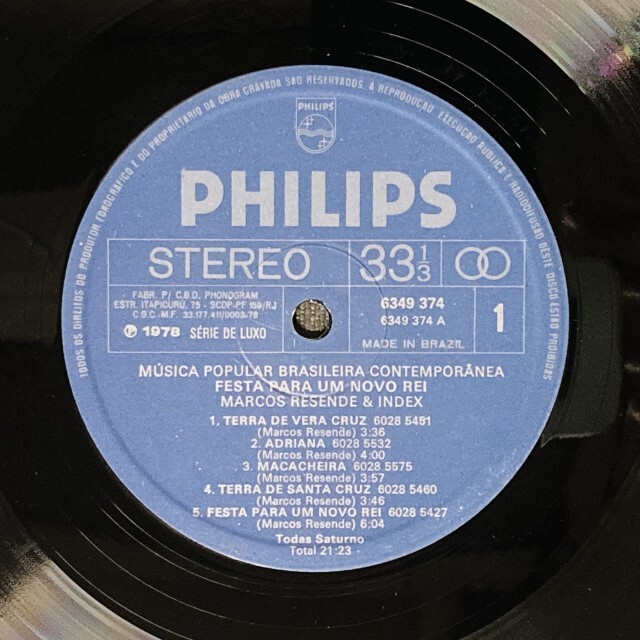 TODOS OS DIREITOS DO PRODUTOR FONOGRÁFICO E DO PROPRIETÁRIO DA OBRA GRAVADA SÃO RESERVADOS. A REPRODUÇÃO, EXECUÇÃO PÚBLICA E RADIODIFUSÃO DESTE DISCO ESTÃO PROIBIDAS
PHILIPS
PHILIPS
STEREO
33 1/3
FABR. P/ C.B.D. PHONOGRAM
ESTR. ITAPICURU, 75 - SCDP-PF 159/RJ
C.G.C.-M.F. 33.177.411/0003/78
℗ 1978 SÉRIE DE LUXO
6349 374
6349 374 A
MADE IN BRAZIL
1
MÚSICA POPULAR BRASILEIRA CONTEMPORÂNEA
FESTA PARA UM NOVO REI
MARCOS RESENDE & INDEX
1. TERRA DE VERA CRUZ 6028 5451
(Marcos Resende) 3:36
2. ADRIANA 6028 5532
(Marcos Resende) 4:00
3. MACACHEIRA 6028 5575
(Marcos Resende) 3:57
4. TERRA DE SANTA CRUZ 6028 5460
(Marcos Resende) 3:46
5. FESTA PARA UM NOVO REI 6028 5427
(Marcos Resende) 6:04
Todas Saturno
Total 21:23